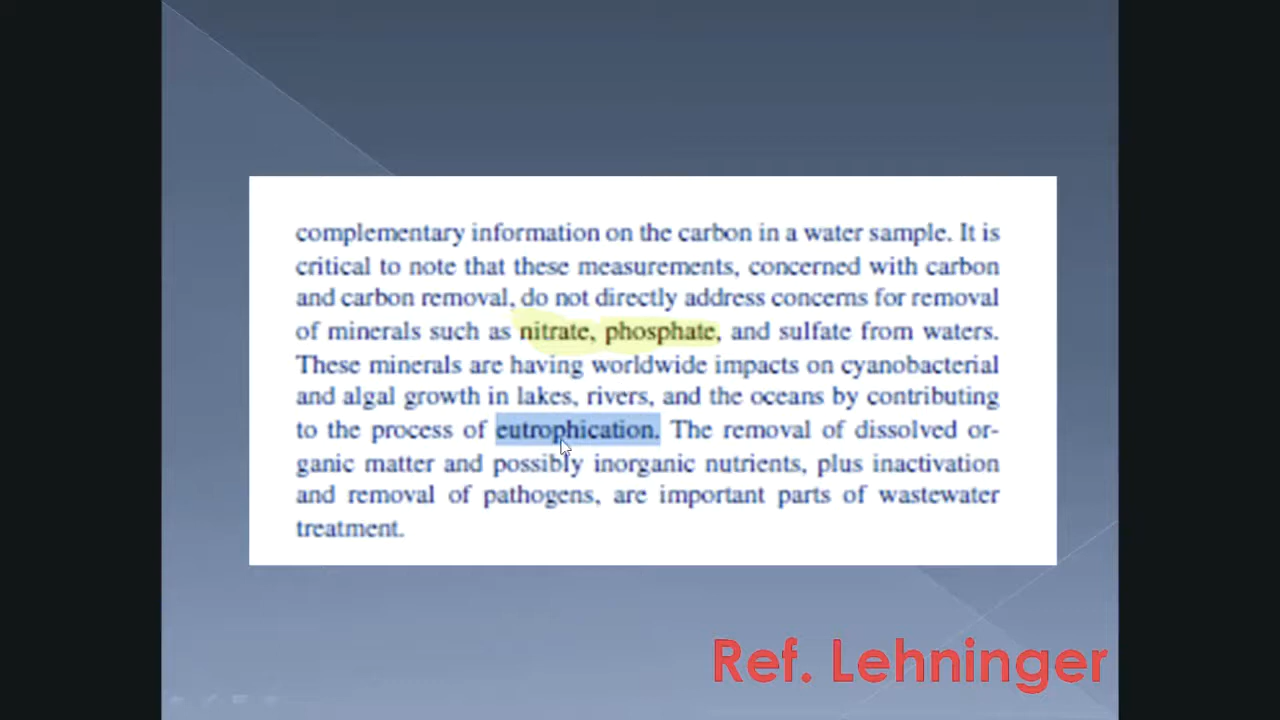 complementary information on the carbon in a water sample. It is
critical to note that these measurements, concerned with carbon
and carbon removal, do not directly address concerns for removal
of minerals such as nitrate, phosphate, and sulfate from waters.
These minerals are having worldwide impacts on cyanobacterial
and algal growth in lakes, rivers, and the oceans by contributing
to the process of eutrophication. The removal of dissolved or-
ganic matter and possibly inorganic nutrients, plus inactivation
and removal of pathogens, are important parts of wastewater
treatment.
Ref. Lehninger